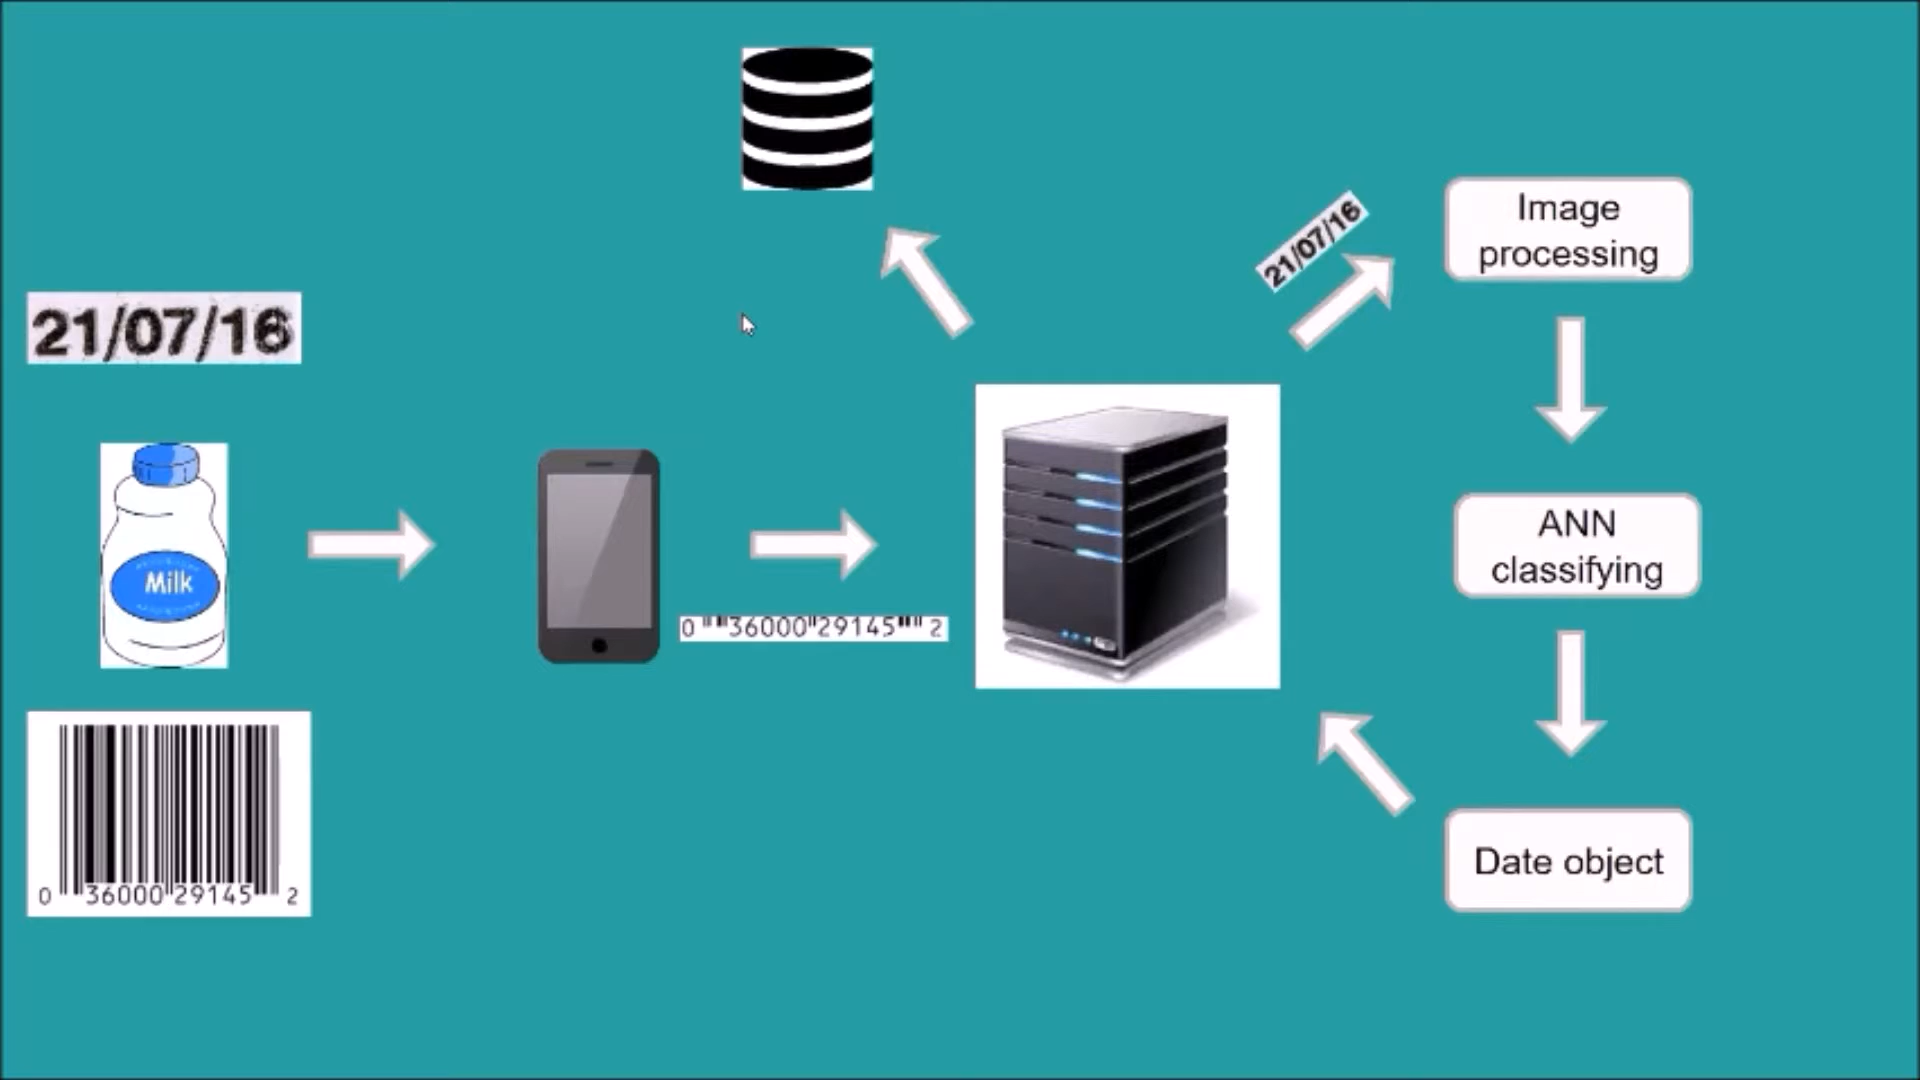 21/07/16
Milk
0 36000 29145 2
0 36000 29145 2
21/07/16
Image
processing
ANN
classifying
Date object